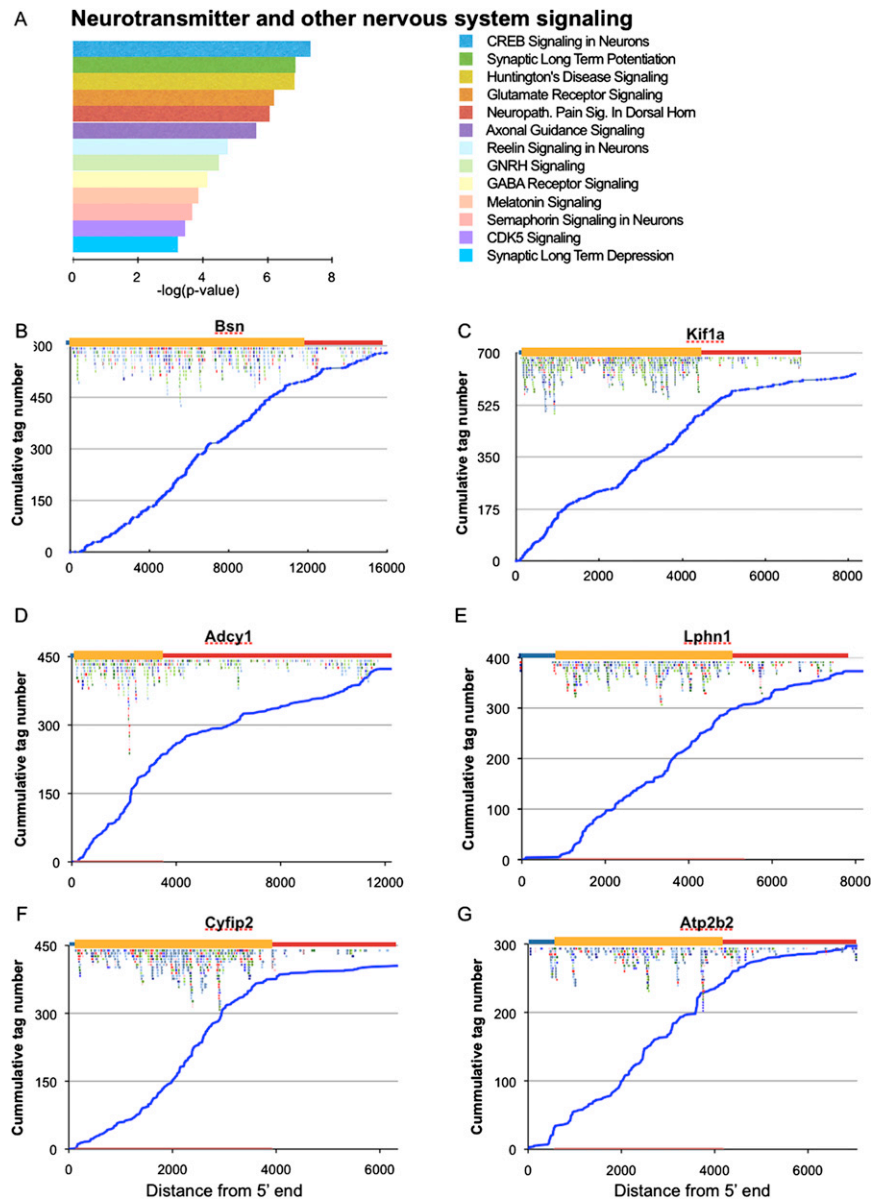 A Neurotransmitter and other nervous system signaling
CREB Signaling in Neurons
Synaptic Long Term Potentiation
Huntington's Disease Signaling
Glutamate Receptor Signaling
Neuropath. Pain Sig. In Dorsal Horn
Axonal Guidance Signaling
Reelin Signaling in Neurons
GNRH Signaling
GABA Receptor Signaling
Melatonin Signaling
Semaphorin Signaling in Neurons
CDK5 Signaling
Synaptic Long Term Depression
0 2 4 6 8
-log(p-value)
B Bsn
Cumulative tag number
600
450
300
150
0
0 4000 8000 12000 16000
C Kif1a
Cumulative tag number
700
525
350
175
0
0 2000 4000 6000 8000
D Adcy1
Cummulative tag number
450
300
150
0
0 4000 8000 12000
E Lphn1
Cummulative tag number
400
300
200
100
0
0 2000 4000 6000 8000
F Cyfip2
Cummulative tag number
450
300
150
0
0 2000 4000 6000
Distance from 5' end
G Atp2b2
Cummulative tag number
300
200
100
0
0 2000 4000 6000
Distance from 5' end